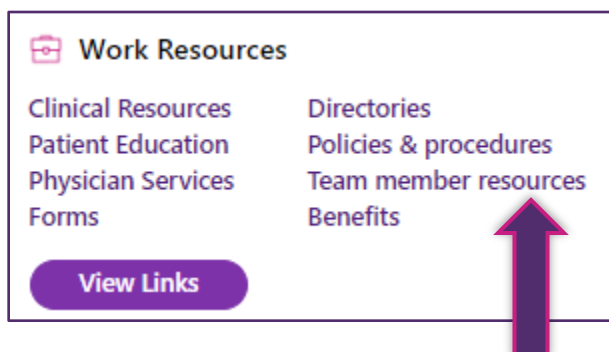 Work Resources
Clinical Resources
Patient Education
Physician Services
Forms
Directories
Policies & procedures
Team member resources
Benefits
View Links